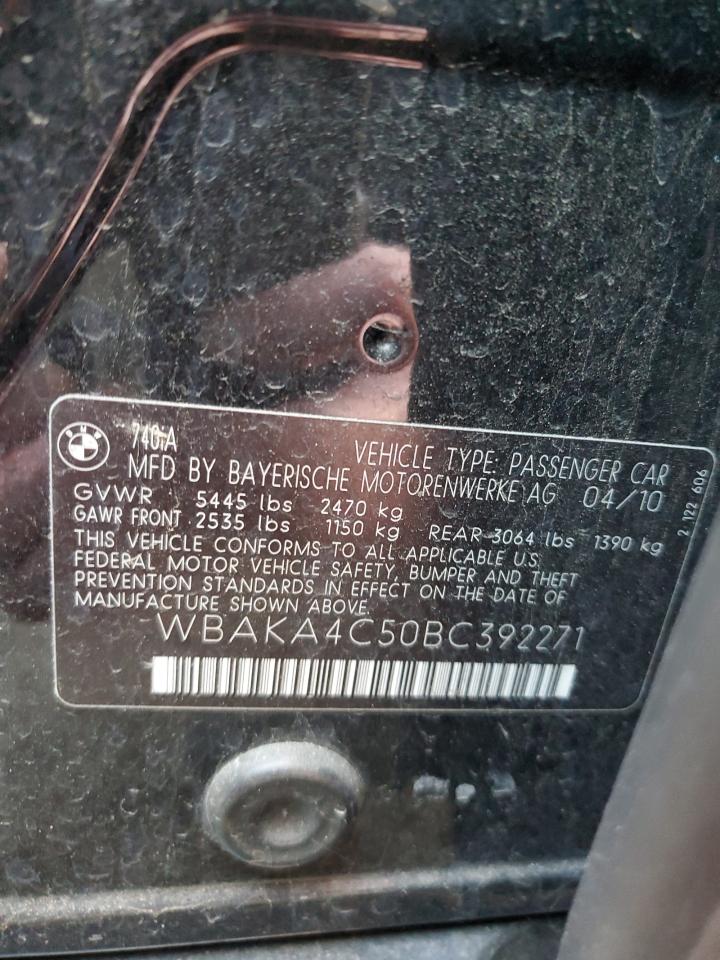 BMW
740iA
VEHICLE TYPE: PASSENGER CAR
MFD BY BAYERISCHE MOTORENWERKE AG 04/10
GVWR 5445 lbs 2470 kg
GAWR FRONT 2535 lbs 1150 kg REAR 3064 lbs 1390 kg
THIS VEHICLE CONFORMS TO ALL APPLICABLE U.S.
FEDERAL MOTOR VEHICLE SAFETY, BUMPER AND THEFT
PREVENTION STANDARDS IN EFFECT ON THE DATE OF
MANUFACTURE SHOWN ABOVE.
WBAKA4C50BC392271
2 122 606